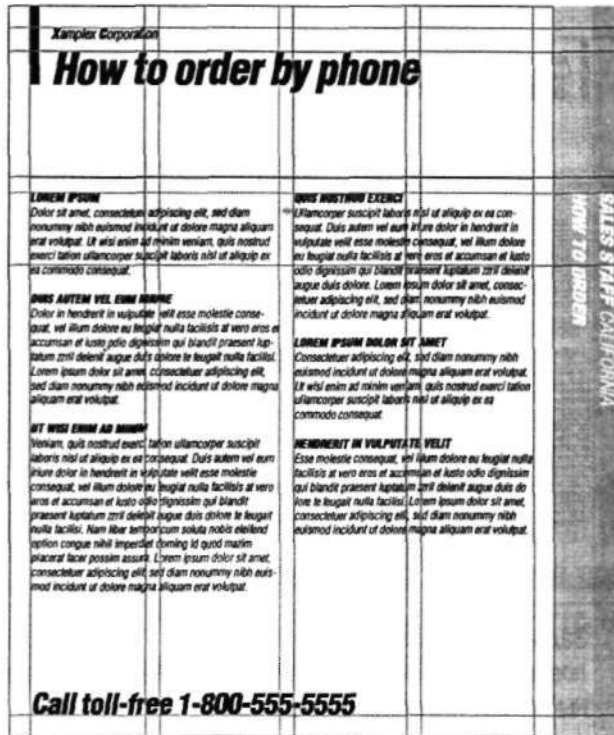 Xamplex Corporation
How to order by phone
LOREM IPSUM
Dolor sit amet, consectetuer adipiscing elit, sed diam
nonummy nibh euismod incidunt ut dolore magna aliquam
erat volutpat. Ut wisi enim ad minim veniam, quis nostrud
exerci tation ullamcorper suscipit laboris nisl ut aliquip ex
ea commodo consequat.
DUIS AUTEM VEL EUM IRIURE
Dolor in hendrerit in vulputate velit esse molestie conse-
quat, vel illum dolore eu feugiat nulla facilisis at vero eros et
accumsan et iusto odio dignissim qui blandit praesent lup-
tatum zzril delenit augue duis dolore te feugait nulla facilisi.
Lorem ipsum dolor sit amet, consectetuer adipiscing elit,
sed diam nonummy nibh euismod incidunt ut dolore magna
aliquam erat volutpat.
UT WISI ENIM AD MINIM
Veniam, quis nostrud exerci tation ullamcorper suscipit
laboris nisl ut aliquip ex ea consequat. Duis autem vel eum
iriure dolor in hendrerit in vulputate velit esse molestie
consequat, vel illum dolore eu feugiat nulla facilisis at vero
eros et accumsan et iusto odio dignissim qui blandit
praesent luptatum zzril delenit augue duis dolore te feugait
nulla facilisi. Nam liber tempor cum soluta nobis eleifend
option congue nihil imperdiet doming id quod mazim
placerat facer possim assum. Lorem ipsum dolor sit amet,
consectetuer adipiscing elit, sed diam nonummy nibh euis-
mod incidunt ut dolore magna aliquam erat volutpat.
QUIS NOSTRUD EXERCI
Ullamcorper suscipit laboris nisl ut aliquip ex ea con-
sequat. Duis autem vel eum iriure dolor in hendrerit in
vulputate velit esse molestie consequat, vel illum dolore
eu feugiat nulla facilisis at vero eros et accumsan et iusto
odio dignissim qui blandit praesent luptatum zzril delenit
augue duis dolore. Lorem ipsum dolor sit amet, consec-
tetuer adipiscing elit, sed diam nonummy nibh euismod
incidunt ut dolore magna aliquam erat volutpat.
LOREM IPSUM DOLOR SIT AMET
Consectetuer adipiscing elit, sed diam nonummy nibh
euismod incidunt ut dolore magna aliquam erat volutpat.
Ut wisi enim ad minim veniam, quis nostrud exerci tation
ullamcorper suscipit laboris nisl ut aliquip ex ea
commodo consequat.
HENDRERIT IN VULPUTATE VELIT
Esse molestie consequat, vel illum dolore eu feugiat nulla
facilisis at vero eros et accumsan et iusto odio dignissim
qui blandit praesent luptatum zzril delenit augue duis do
lore te feugait nulla facilisi. Lorem ipsum dolor sit amet,
consectetuer adipiscing elit, sed diam nonummy nibh
euismod incidunt ut dolore magna aliquam erat volutpat.
Call toll-free 1-800-555-5555
SALES STAFF CALIFORNIA
HOW TO ORDER